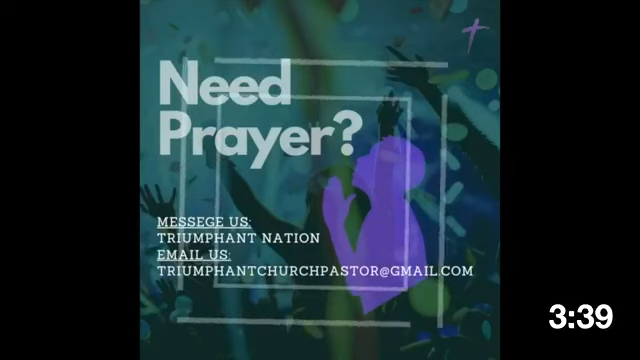 Need
Prayer?
MESSEGE US:
TRIUMPHANT NATION
EMAIL US:
TRIUMPHANTCHURCHPASTOR@GMAIL.COM
3:39